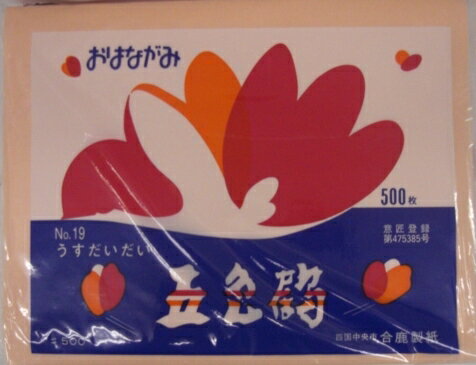 おはながみ
500枚
No.19
うすだいだい
意匠登録
第475385号
五色鶴
四国中央市 合鹿製紙